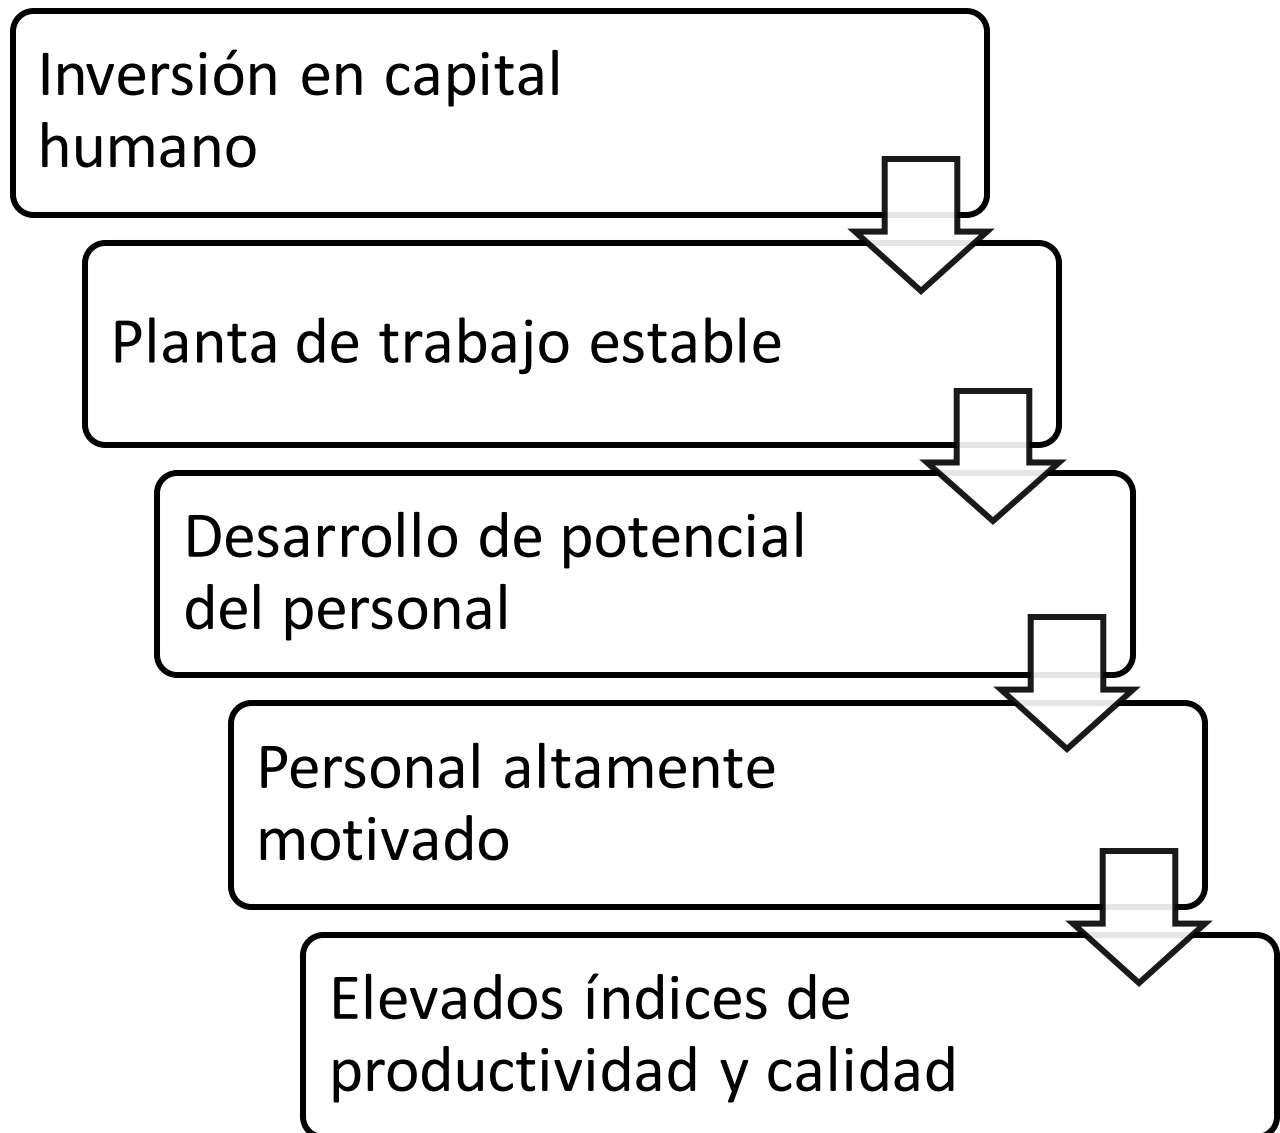 Inversión en capital
humano
Planta de trabajo estable
Desarrollo de potencial
del personal
Personal altamente
motivado
Elevados índices de
productividad y calidad